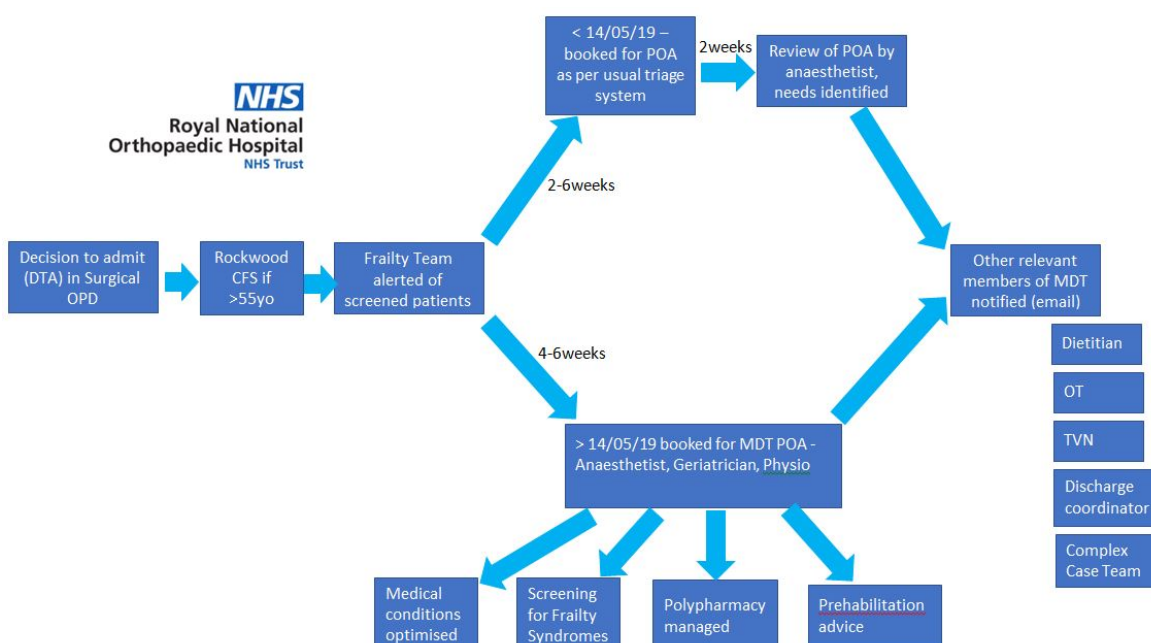 NHS
Royal National
Orthopaedic Hospital
NHS Trust
Decision to admit
(DTA) in Surgical
OPD
Rockwood
CFS if
>55yo
Frailty Team
alerted of
screened patients
2-6weeks
< 14/05/19 –
booked for POA
as per usual triage
system
2weeks
Review of POA by
anaesthetist,
needs identified
4-6weeks
> 14/05/19 booked for MDT POA -
Anaesthetist, Geriatrician, Physio
Medical
conditions
optimised
Screening
for Frailty
Syndromes
Polypharmacy
managed
Prehabilitation
advice
Other relevant
members of MDT
notified (email)
Dietitian
OT
TVN
Discharge
coordinator
Complex
Case Team